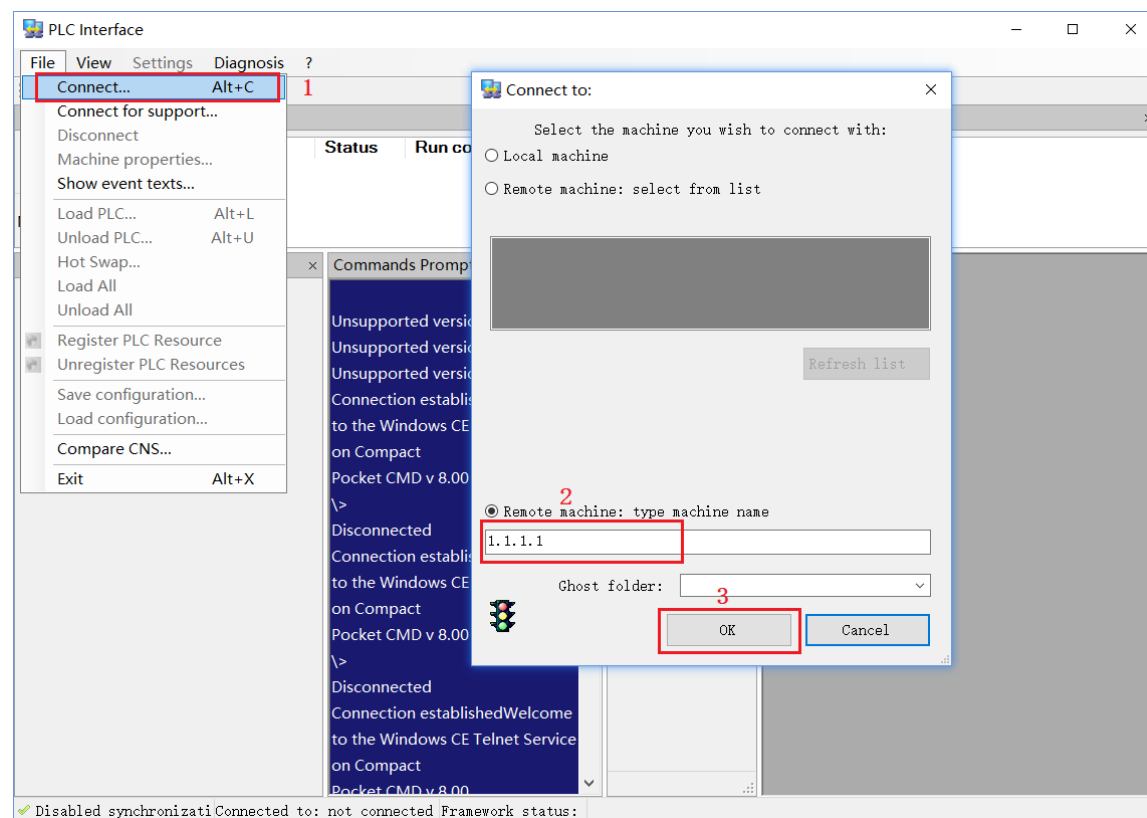 PLC Interface
File View Settings Diagnosis ?
Connect... Alt+C
1
Connect for support...
Disconnect
Machine properties...
Show event texts...
Load PLC... Alt+L
Unload PLC... Alt+U
Hot Swap...
Load All
Unload All
Register PLC Resource
Unregister PLC Resources
Save configuration...
Load configuration...
Compare CNS...
Exit Alt+X
Status Run co
Commands Promp
Unsupported versi
Unsupported versi
Unsupported versi
Connection establi
to the Windows CE
on Compact
Pocket CMD v 8.00
\>
Disconnected
Connection establi
to the Windows CE
on Compact
Pocket CMD v 8.00
\>
Disconnected
Connection establishedWelcome
to the Windows CE Telnet Service
on Compact
Pocket CMD v 8.00
Connect to:
Select the machine you wish to connect with:
Local machine
Remote machine: select from list
Refresh list
2
Remote machine: type machine name
1.1.1.1
Ghost folder:
3
OK Cancel
Disabled synchronizati Connected to: not connected Framework status: